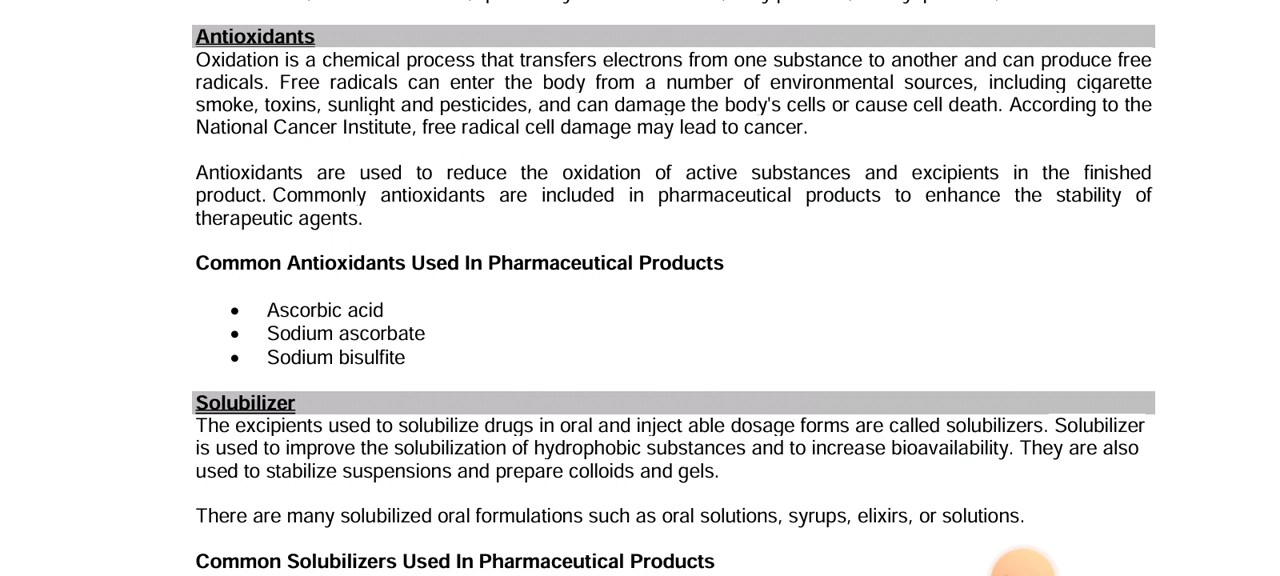 Antioxidants
Oxidation is a chemical process that transfers electrons from one substance to another and can produce free
radicals. Free radicals can enter the body from a number of environmental sources, including cigarette
smoke, toxins, sunlight and pesticides, and can damage the body's cells or cause cell death. According to the
National Cancer Institute, free radical cell damage may lead to cancer.
Antioxidants are used to reduce the oxidation of active substances and excipients in the finished
product. Commonly antioxidants are included in pharmaceutical products to enhance the stability of
therapeutic agents.
Common Antioxidants Used In Pharmaceutical Products
• Ascorbic acid
• Sodium ascorbate
• Sodium bisulfite
Solubilizer
The excipients used to solubilize drugs in oral and inject able dosage forms are called solubilizers. Solubilizer
is used to improve the solubilization of hydrophobic substances and to increase bioavailability. They are also
used to stabilize suspensions and prepare colloids and gels.
There are many solubilized oral formulations such as oral solutions, syrups, elixirs, or solutions.
Common Solubilizers Used In Pharmaceutical Products